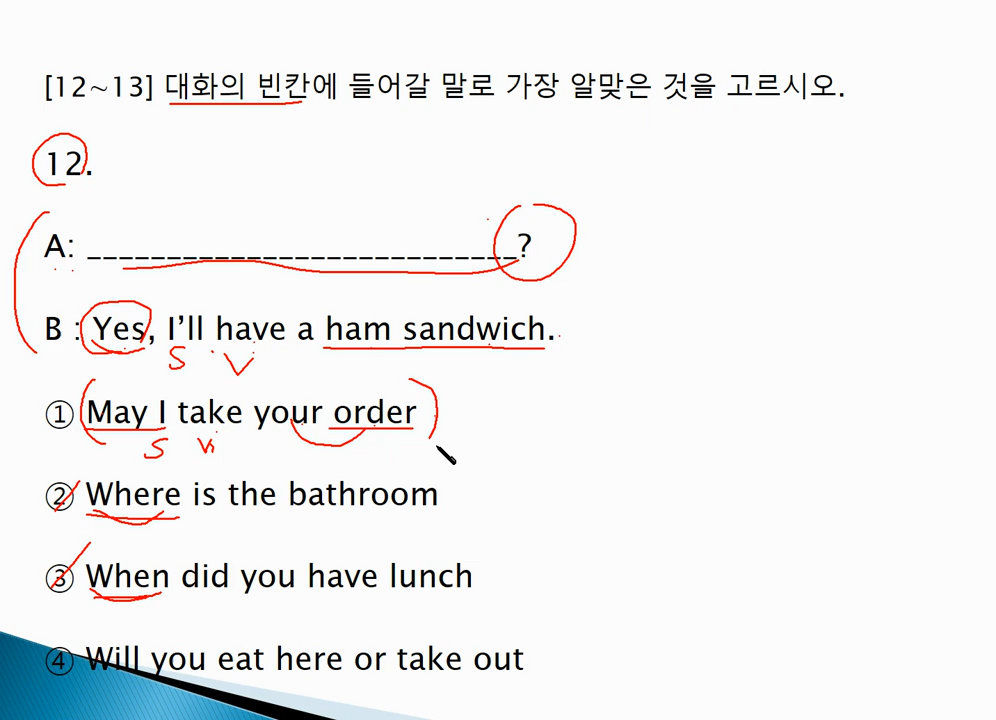 [12~13] 대화의 빈칸에 들어갈 말로 가장 알맞은 것을 고르시오.
12.
A: __________________________?
B : Yes, I’ll have a ham sandwich.
S V
① May I take your order
S V
② Where is the bathroom
③ When did you have lunch
④ Will you eat here or take out